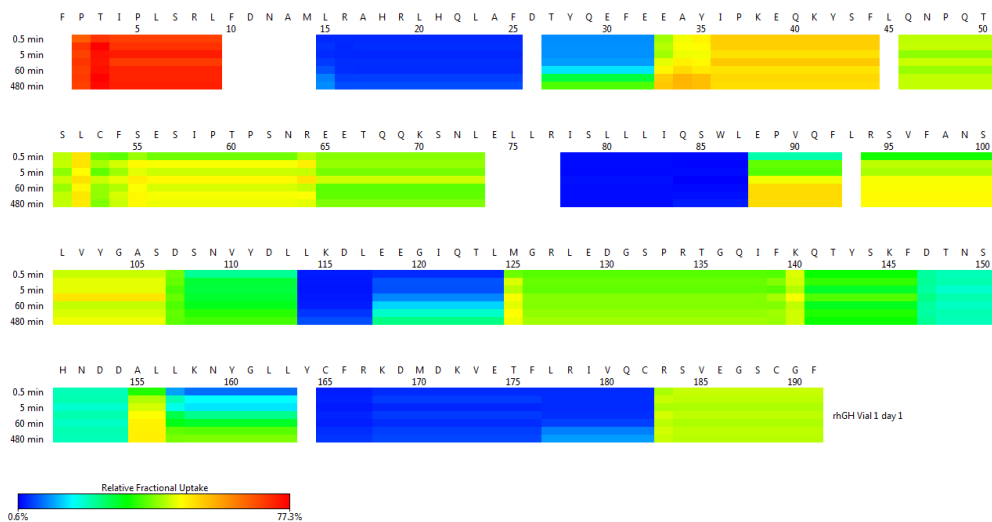 F P T I P L S R L F D N A M L R A H R L H Q L A F D T Y Q E F E E A Y I P K E Q K Y S F L Q N P Q T
5 10 15 20 25 30 35 40 45 50
0.5 min
5 min
60 min
480 min
S L C F S E S I P T P S N R E E T Q Q K S N L E L L R I S L L L I Q S W L E P V Q F L R S V F A N S
55 60 65 70 75 80 85 90 95 100
0.5 min
5 min
60 min
480 min
L V Y G A S D S N V Y D L L K D L E E G I Q T L M G R L E D G S P R T G Q I F K Q T Y S K F D T N S
105 110 115 120 125 130 135 140 145 150
0.5 min
5 min
60 min
480 min
H N D D A L L K N Y G L L Y C F R K D M D K V E T F L R I V Q C R S V E G S C G F
155 160 165 170 175 180 185 190
0.5 min
5 min
60 min
480 min
rhGH Vial 1 day 1
Relative Fractional Uptake
0.6% 77.3%